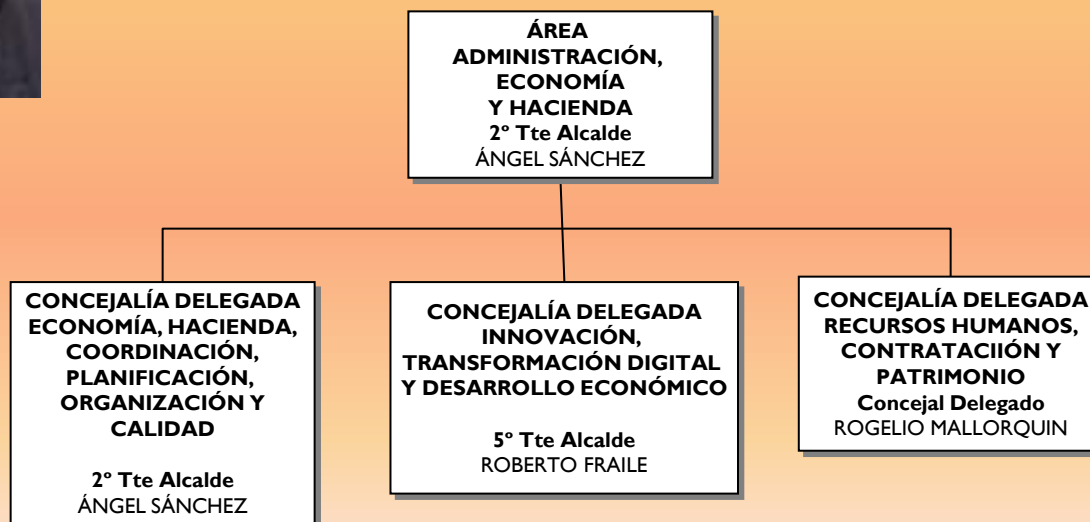 ÁREA
ADMINISTRACIÓN,
ECONOMÍA
Y HACIENDA
2º Tte Alcalde
ÁNGEL SÁNCHEZ
CONCEJALÍA DELEGADA
ECONOMÍA, HACIENDA,
COORDINACIÓN,
PLANIFICACIÓN,
ORGANIZACIÓN Y
CALIDAD
2º Tte Alcalde
ÁNGEL SÁNCHEZ
CONCEJALÍA DELEGADA
INNOVACIÓN,
TRANSFORMACIÓN DIGITAL
Y DESARROLLO ECONÓMICO
5º Tte Alcalde
ROBERTO FRAILE
CONCEJALÍA DELEGADA
RECURSOS HUMANOS,
CONTRATACIIÓN Y
PATRIMONIO
Concejal Delegado
ROGELIO MALLORQUIN